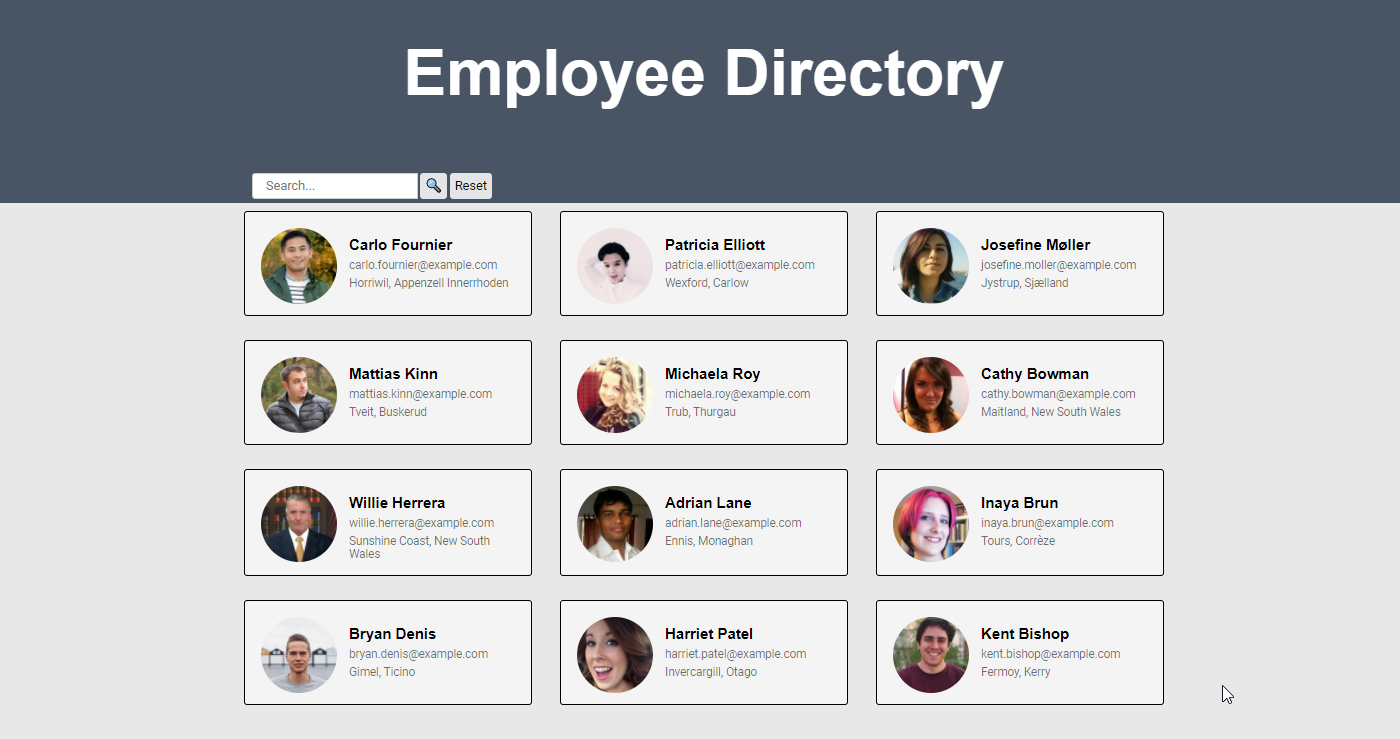 Employee Directory
Search...
Reset
Carlo Fournier
carlo.fournier@example.com
Horriwil, Appenzell Innerrhoden
Patricia Elliott
patricia.elliott@example.com
Wexford, Carlow
Josefine Møller
josefine.moller@example.com
Jystrup, Sjælland
Mattias Kinn
mattias.kinn@example.com
Tveit, Buskerud
Michaela Roy
michaela.roy@example.com
Trub, Thurgau
Cathy Bowman
cathy.bowman@example.com
Maitland, New South Wales
Willie Herrera
willie.herrera@example.com
Sunshine Coast, New South
Wales
Adrian Lane
adrian.lane@example.com
Ennis, Monaghan
Inaya Brun
inaya.brun@example.com
Tours, Corrèze
Bryan Denis
bryan.denis@example.com
Gimel, Ticino
Harriet Patel
harriet.patel@example.com
Invercargill, Otago
Kent Bishop
kent.bishop@example.com
Fermoy, Kerry